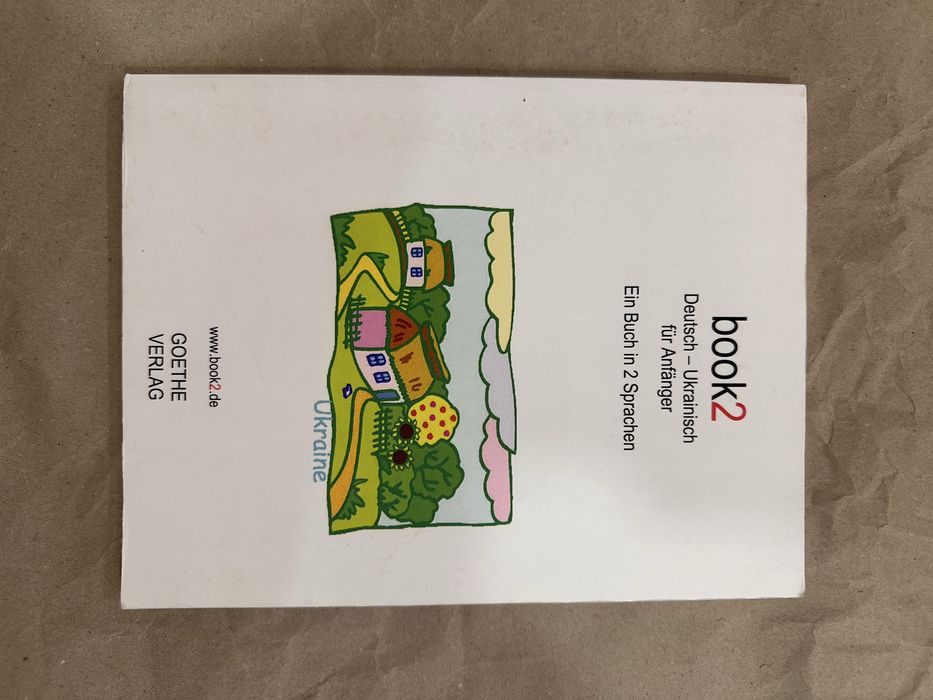 book2
Deutsch – Ukrainisch
für Anfänger
Ein Buch in 2 Sprachen
Ukraine
www.book2.de
GOETHE
VERLAG